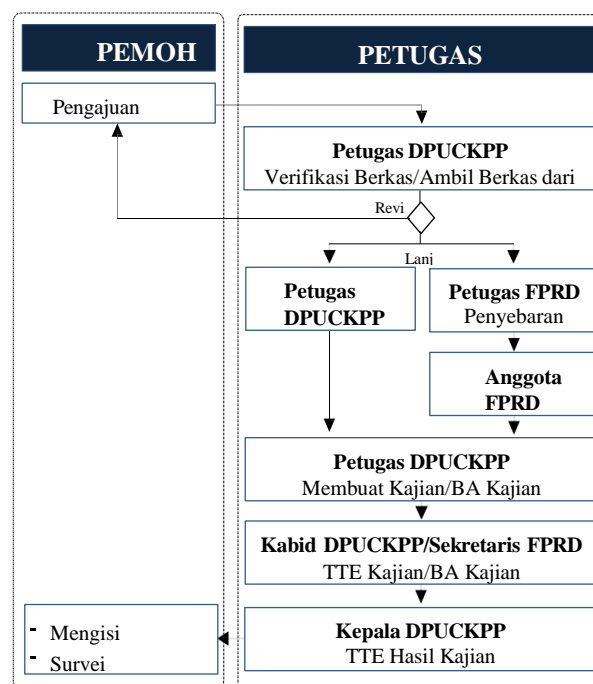 PEMOH
PETUGAS
Pengajuan
Petugas DPUCKPP
Verifikasi Berkas/Ambil Berkas dari
Revi
Lanj
Petugas
DPUCKPP
Petugas FPRD
Penyebaran
Anggota
FPRD
Petugas DPUCKPP
Membuat Kajian/BA Kajian
Kabid DPUCKPP/Sekretaris FPRD
TTE Kajian/BA Kajian
Kepala DPUCKPP
TTE Hasil Kajian
- Mengisi
- Survei